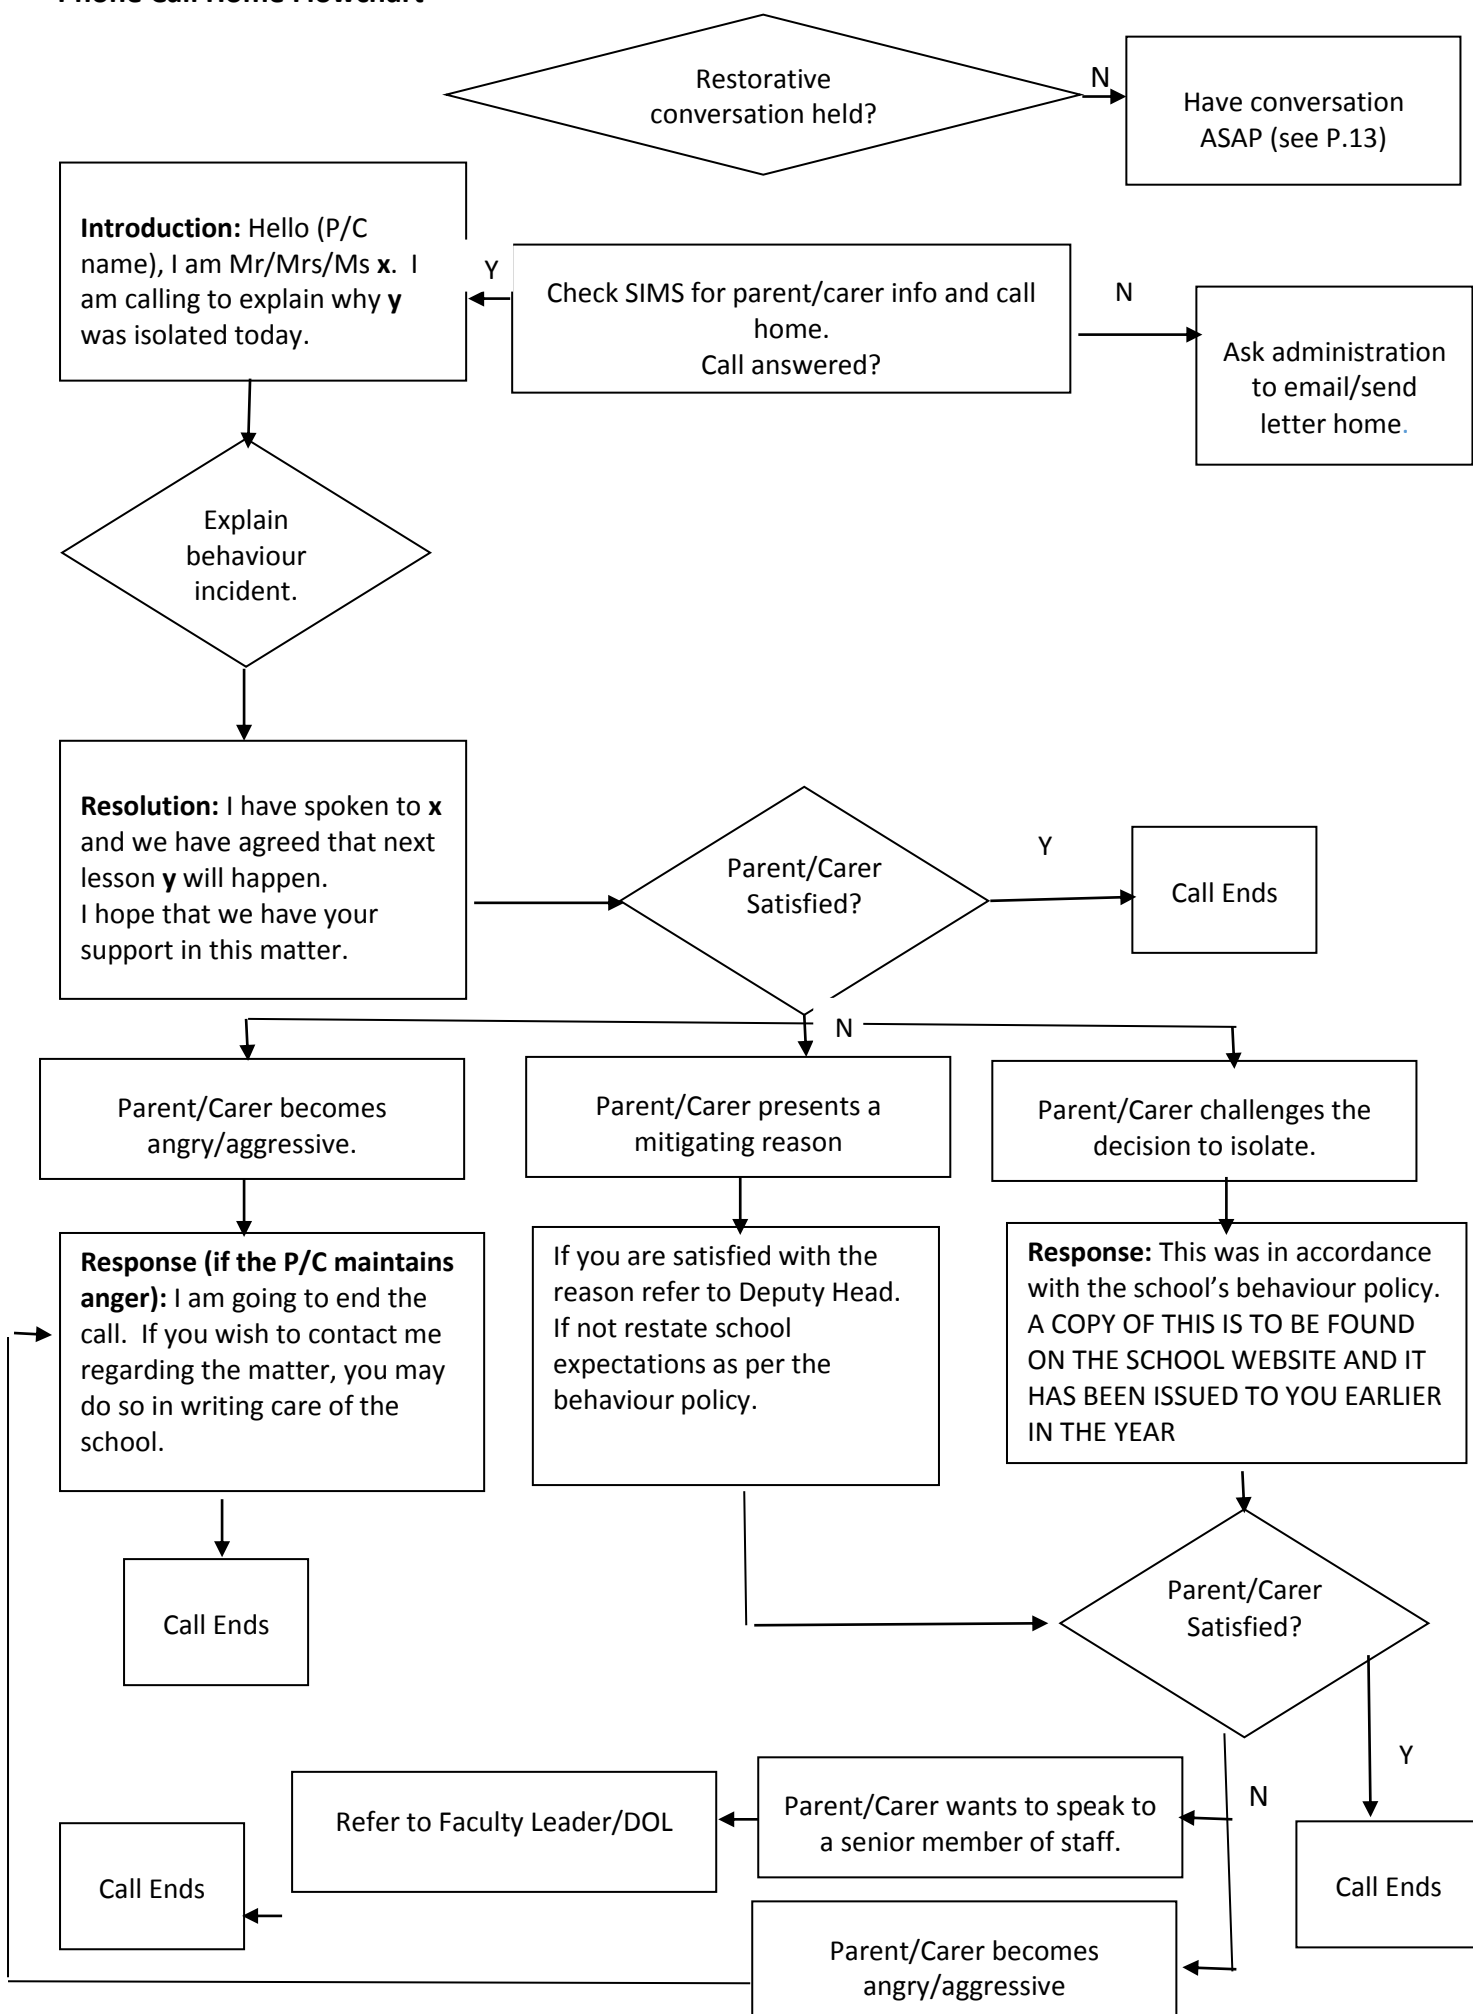 Phone Call Home Flowchart
Restorative
conversation held?
N
Have conversation
ASAP (see P.13)
Introduction: Hello (P/C
name), I am Mr/Mrs/Ms x. I
am calling to explain why y
was isolated today.
Y
Check SIMS for parent/carer info and call
home.
Call answered?
N
Ask administration
to email/send
letter home.
Explain
behaviour
incident.
Resolution: I have spoken to x
and we have agreed that next
lesson y will happen.
I hope that we have your
support in this matter.
Parent/Carer
Satisfied?
Y
Call Ends
N
Parent/Carer becomes
angry/aggressive.
Parent/Carer presents a
mitigating reason
Parent/Carer challenges the
decision to isolate.
Response (if the P/C maintains
anger): I am going to end the
call. If you wish to contact me
regarding the matter, you may
do so in writing care of the
school.
If you are satisfied with the
reason refer to Deputy Head.
If not restate school
expectations as per the
behaviour policy.
Response: This was in accordance
with the school’s behaviour policy.
A COPY OF THIS IS TO BE FOUND
ON THE SCHOOL WEBSITE AND IT
HAS BEEN ISSUED TO YOU EARLIER
IN THE YEAR
Call Ends
Parent/Carer
Satisfied?
Y
N
Parent/Carer wants to speak to
a senior member of staff.
Refer to Faculty Leader/DOL
Call Ends
Call Ends
Parent/Carer becomes
angry/aggressive